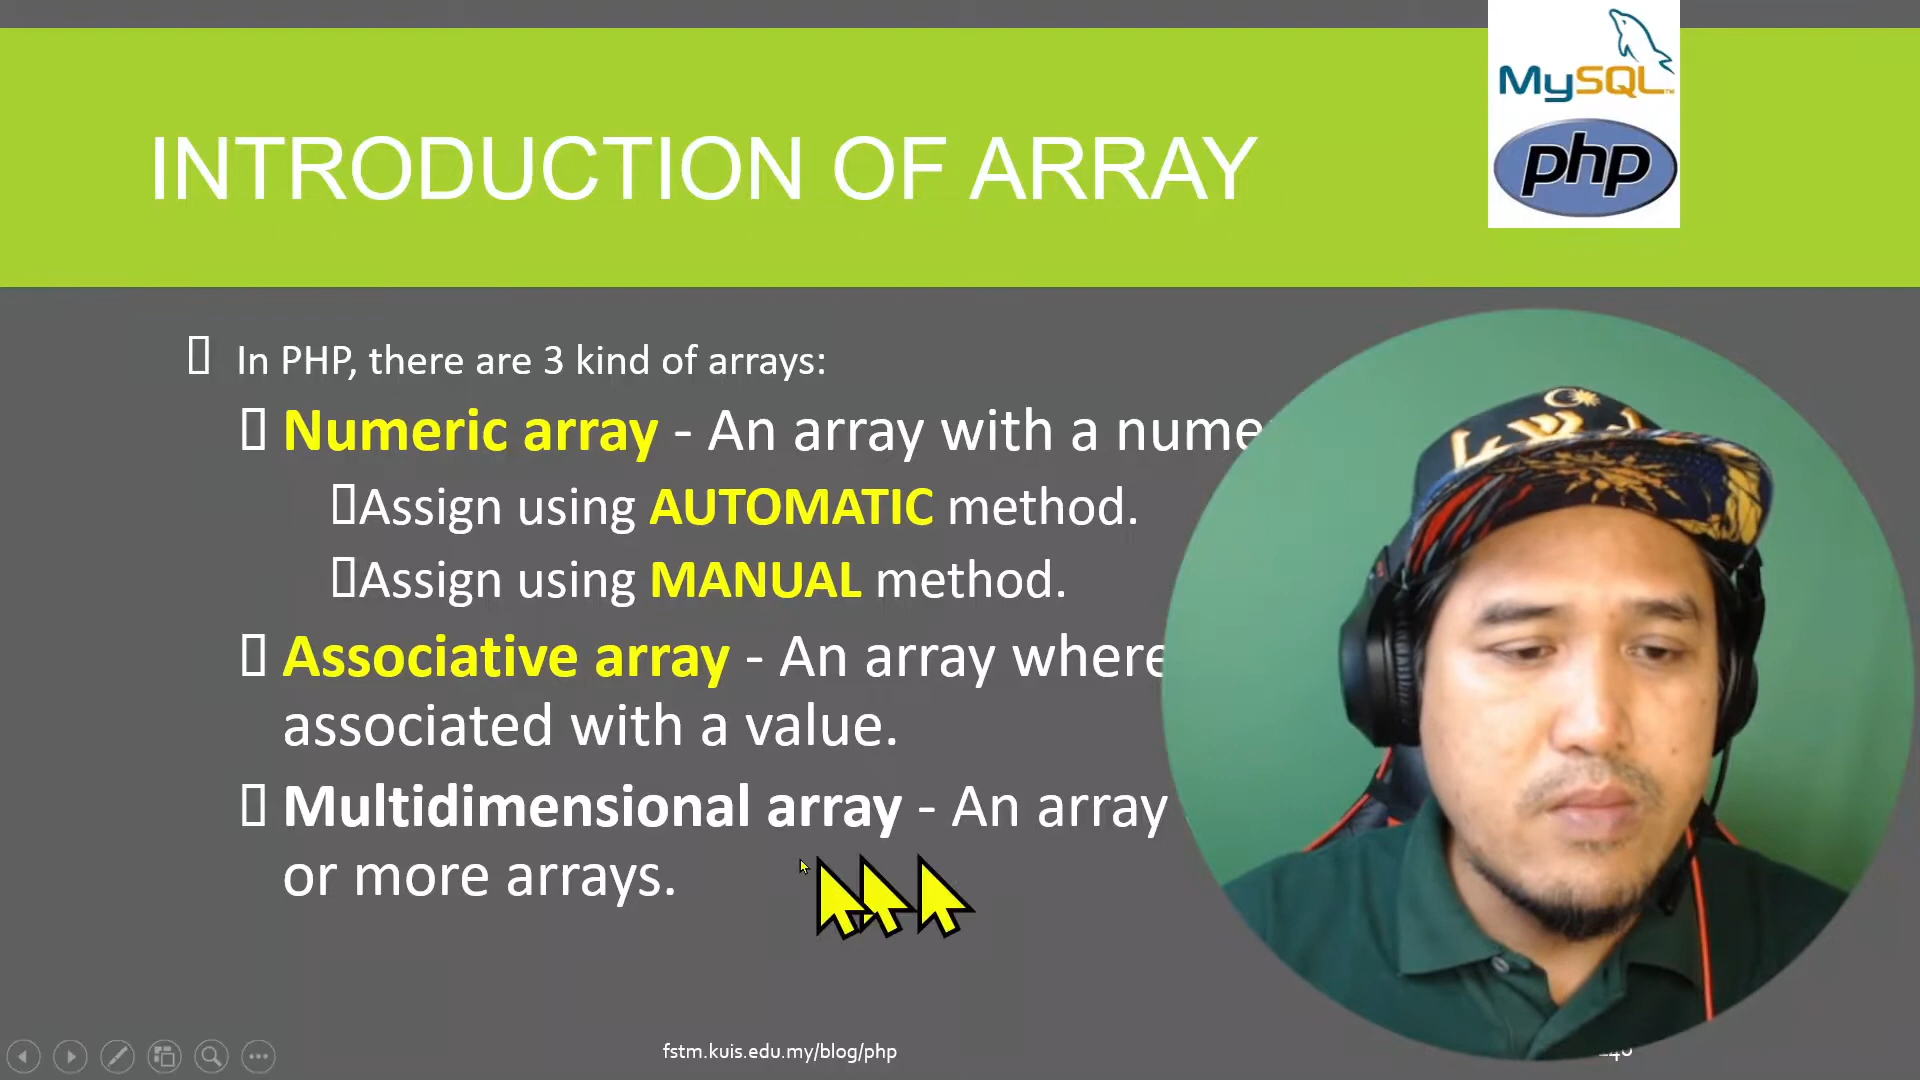 MySQL
TM
php
INTRODUCTION OF ARRAY
In PHP, there are 3 kind of arrays:
Numeric array - An array with a
Assign using AUTOMATIC method.
Assign using MANUAL method.
Associative array - An array where
associated with a value.
Multidimensional array - An array
or more arrays.
fstm.kuis.edu.my/blog/php